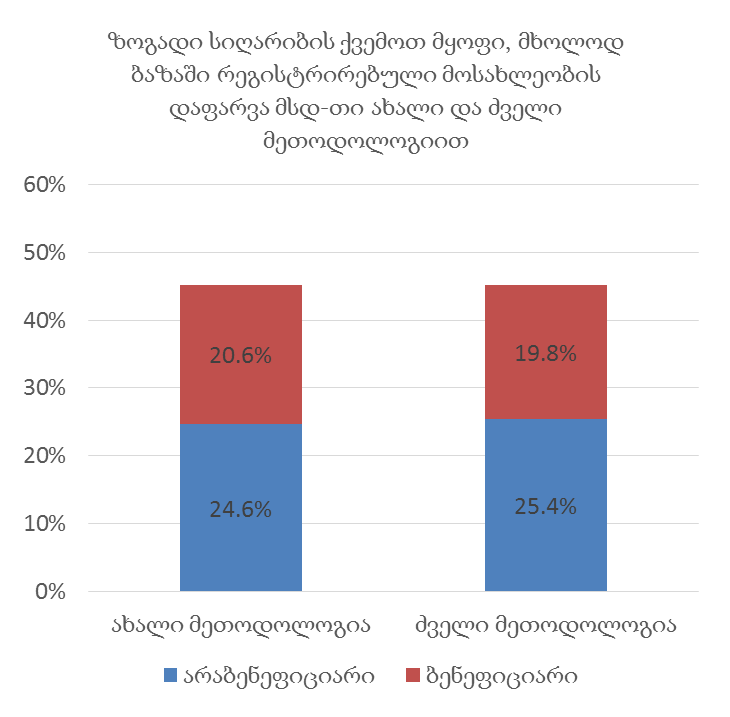 ზოგადი სიღარიბის ქვემოთ მყოფი, მხოლოდ
ბაზაში რეგისტრირებული მოსახლეობის
დაფარვა მსდ-თი ახალი და ძველი
მეთოდოლოგიით
60%
50%
40%
30%
20%
10%
0%
20.6%
19.8%
24.6%
25.4%
ახალი მეთოდოლოგია
ძველი მეთოდოლოგია
არაბენეფიციარი
ბენეფიციარი